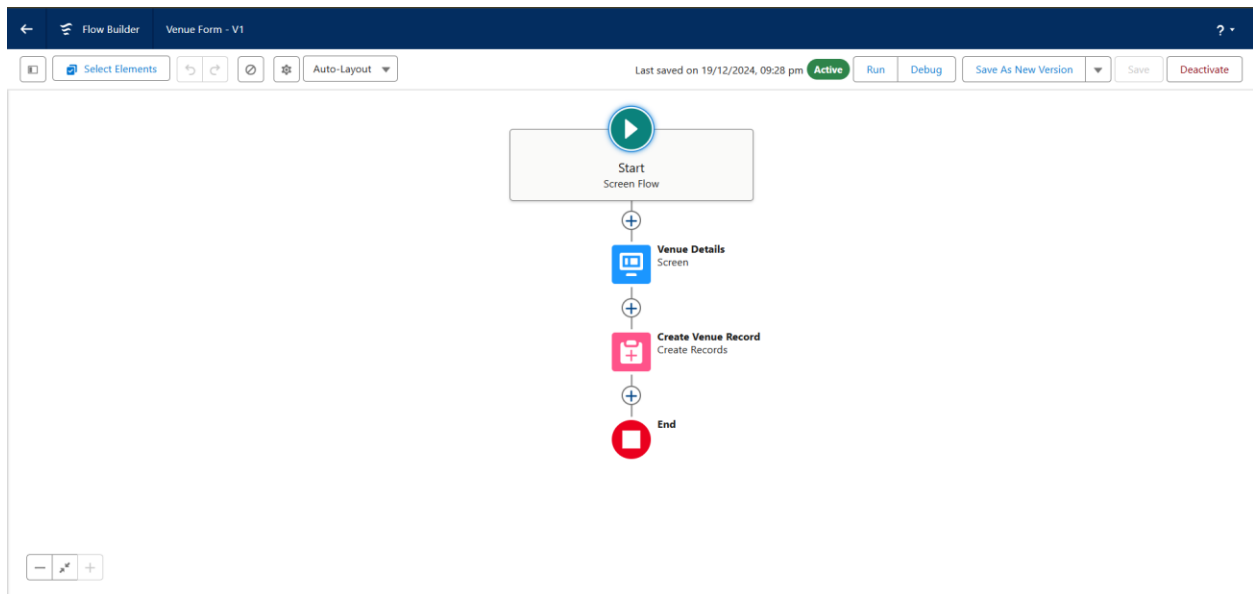 Flow Builder Venue Form - V1 ?
Select Elements Auto-Layout Last saved on 19/12/2024, 09:28 pm Active Run Debug Save As New Version Save Deactivate
Start
Screen Flow
Venue Details
Screen
Create Venue Record
Create Records
End